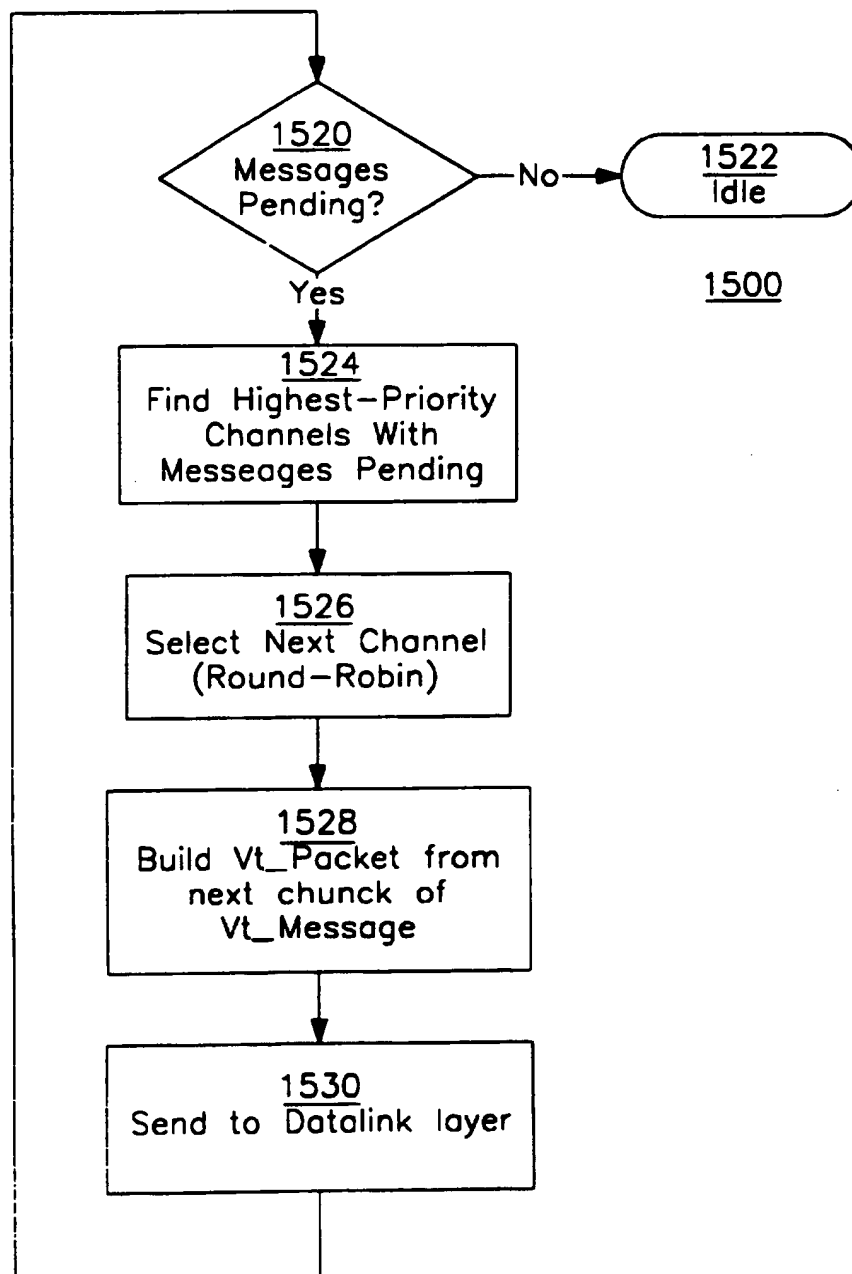 1520
Messages
Pending?
No
1522
Idle
Yes
1500
1524
Find Highest-Priority
Channels With
Messeages Pending
1526
Select Next Channel
(Round-Robin)
1528
Build Vt_Packet from
next chunck of
Vt_Message
1530
Send to Datalink layer